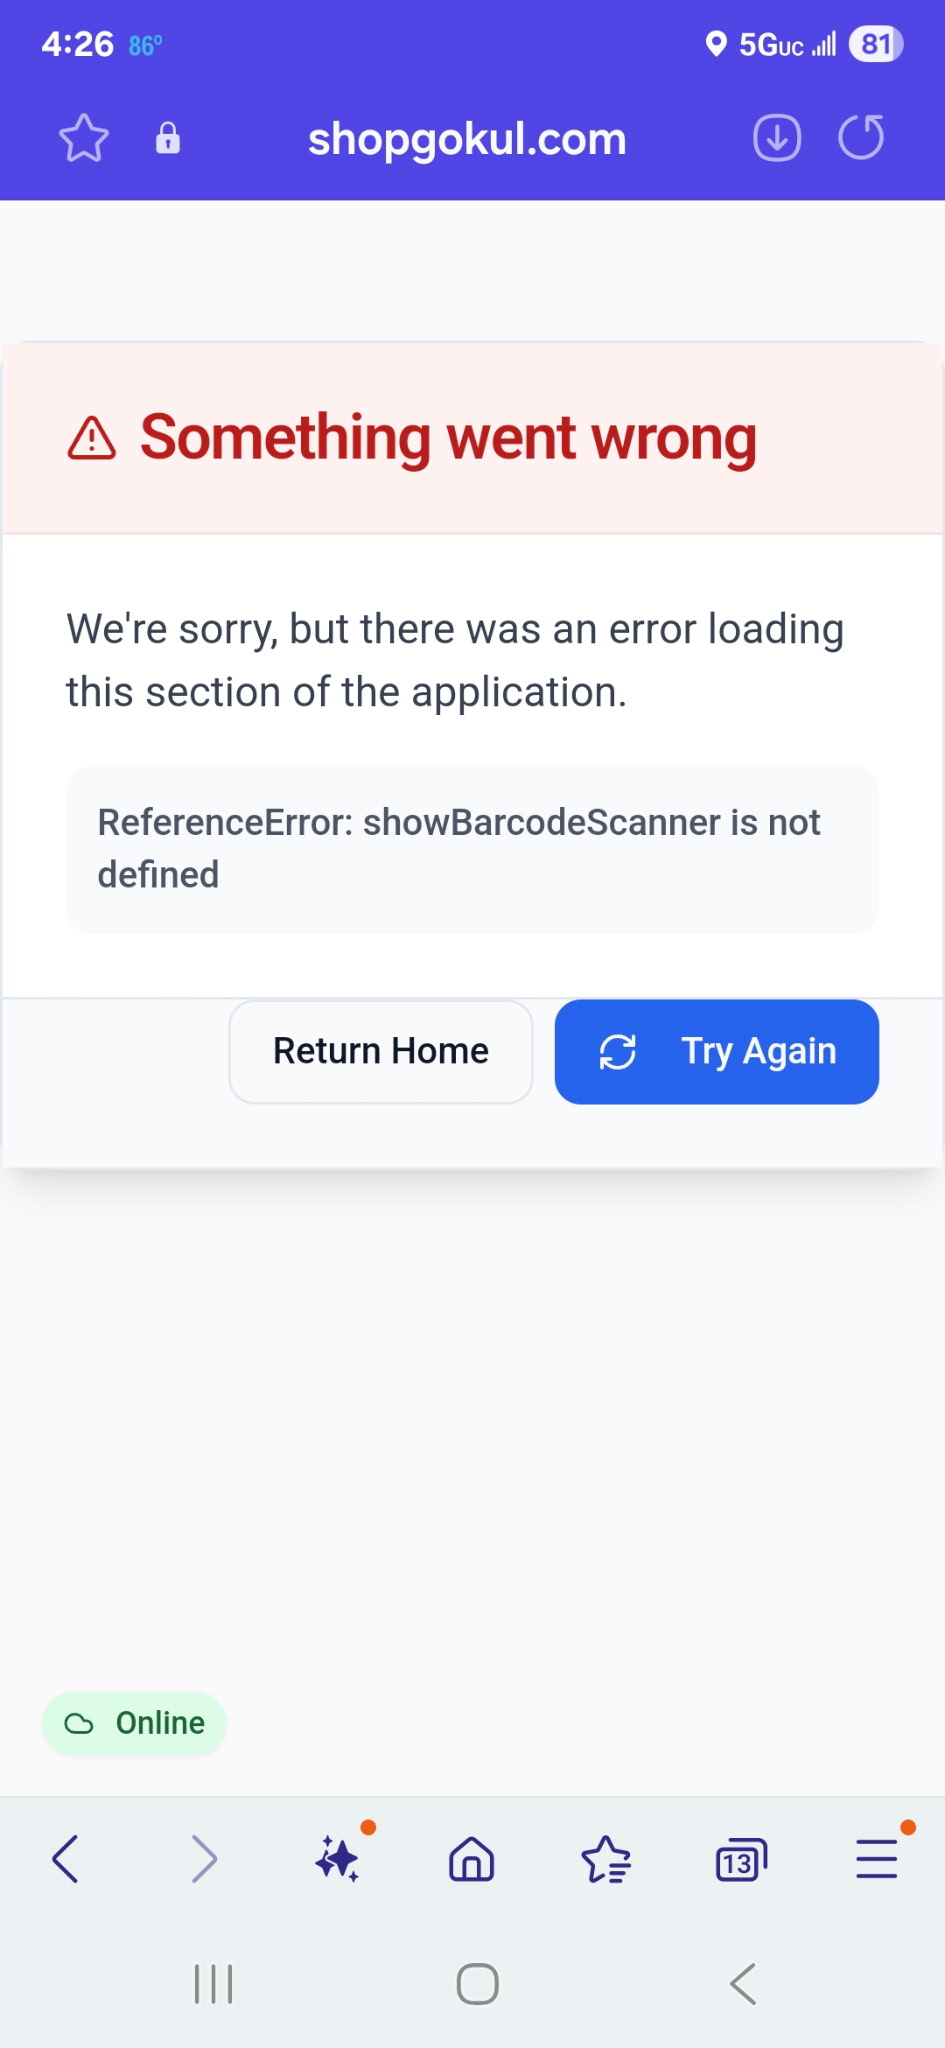 4:26 86° 5GUC 81
shopgokul.com
Something went wrong
We're sorry, but there was an error loading
this section of the application.
ReferenceError: showBarcodeScanner is not
defined
Return Home Try Again
Online
13